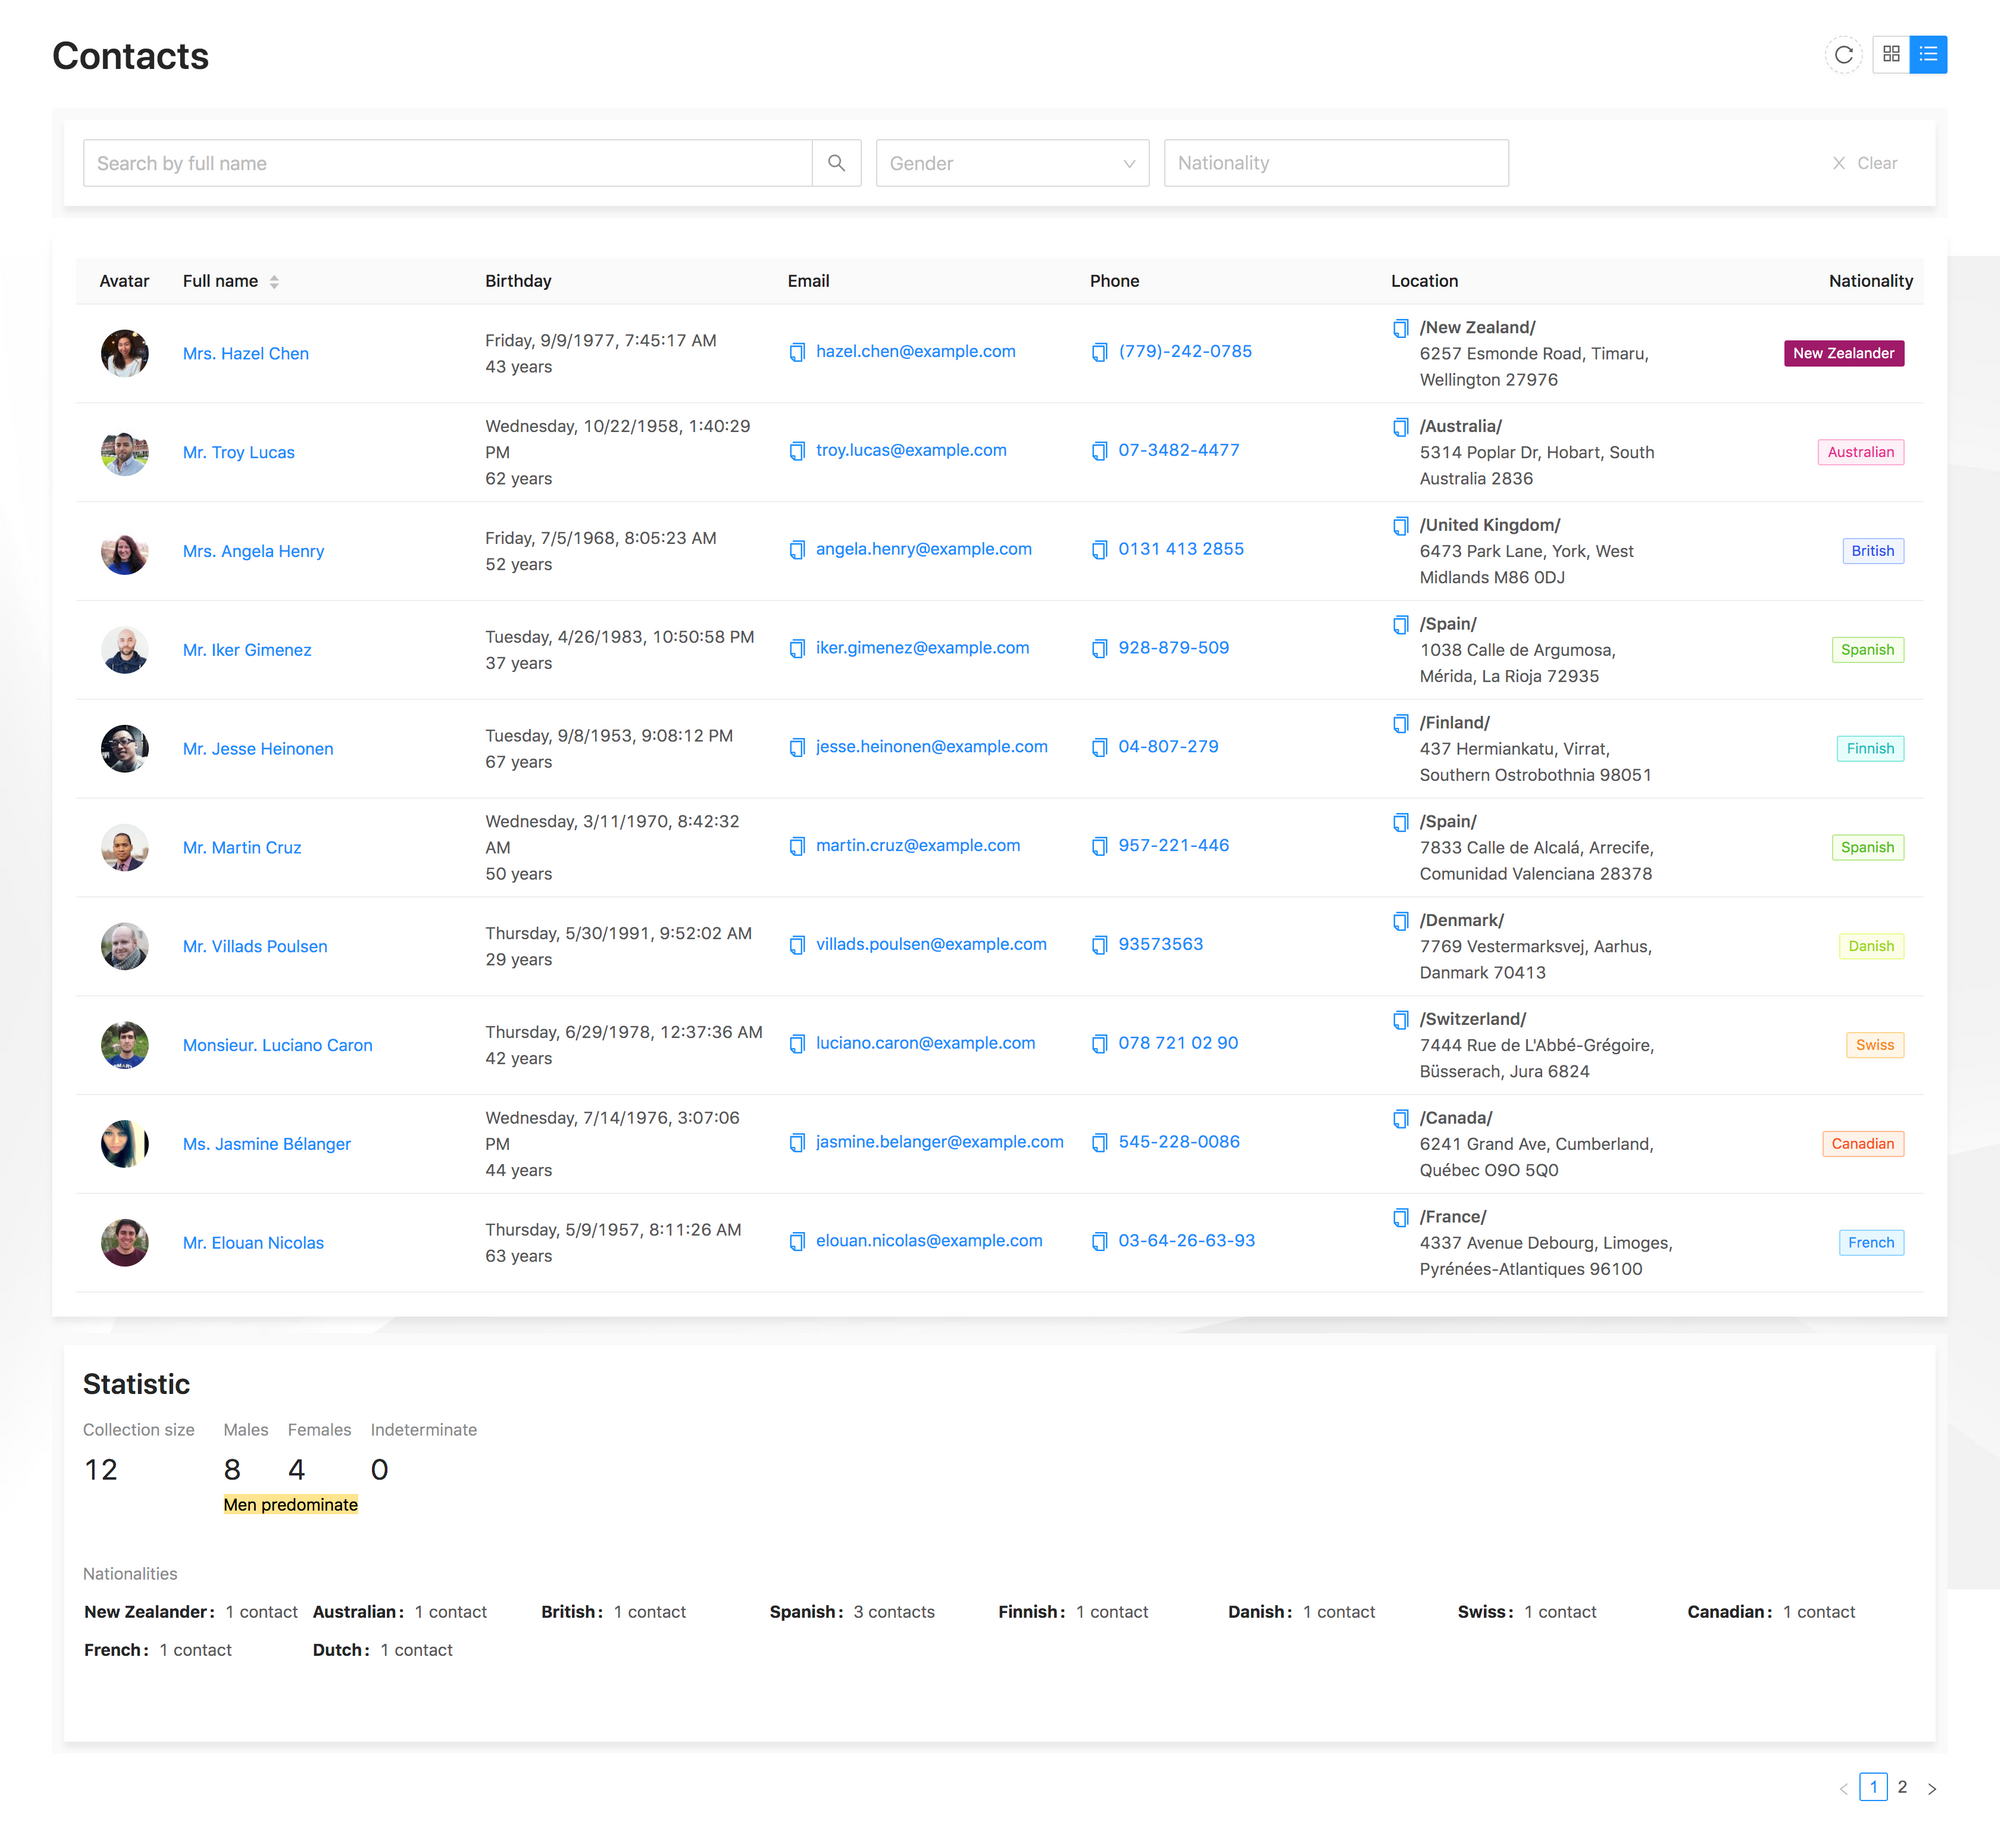 Contacts
Search by full name
Gender
Nationality
Clear
Avatar Full name Birthday Email Phone Location Nationality
Mrs. Hazel Chen
Friday, 9/9/1977, 7:45:17 AM
43 years
hazel.chen@example.com
(779)-242-0785
/New Zealand/
6257 Esmonde Road, Timaru,
Wellington 27976
New Zealander
Mr. Troy Lucas
Wednesday, 10/22/1958, 1:40:29
PM
62 years
troy.lucas@example.com
07-3482-4477
/Australia/
5314 Poplar Dr, Hobart, South
Australia 2836
Australian
Mrs. Angela Henry
Friday, 7/5/1968, 8:05:23 AM
52 years
angela.henry@example.com
0131 413 2855
/United Kingdom/
6473 Park Lane, York, West
Midlands M86 0DJ
British
Mr. Iker Gimenez
Tuesday, 4/26/1983, 10:50:58 PM
37 years
iker.gimenez@example.com
928-879-509
/Spain/
1038 Calle de Argumosa,
Mérida, La Rioja 72935
Spanish
Mr. Jesse Heinonen
Tuesday, 9/8/1953, 9:08:12 PM
67 years
jesse.heinonen@example.com
04-807-279
/Finland/
437 Hermiankatu, Virrat,
Southern Ostrobothnia 98051
Finnish
Mr. Martin Cruz
Wednesday, 3/11/1970, 8:42:32
AM
50 years
martin.cruz@example.com
957-221-446
/Spain/
7833 Calle de Alcalá, Arrecife,
Comunidad Valenciana 28378
Spanish
Mr. Villads Poulsen
Thursday, 5/30/1991, 9:52:02 AM
29 years
villads.poulsen@example.com
93573563
/Denmark/
7769 Vestermarksvej, Aarhus,
Danmark 70413
Danish
Monsieur. Luciano Caron
Thursday, 6/29/1978, 12:37:36 AM
42 years
luciano.caron@example.com
078 721 02 90
/Switzerland/
7444 Rue de L'Abbé-Grégoire,
Büsserach, Jura 6824
Swiss
Ms. Jasmine Bélanger
Wednesday, 7/14/1976, 3:07:06
PM
44 years
jasmine.belanger@example.com
545-228-0086
/Canada/
6241 Grand Ave, Cumberland,
Québec O9O 5Q0
Canadian
Mr. Elouan Nicolas
Thursday, 5/9/1957, 8:11:26 AM
63 years
elouan.nicolas@example.com
03-64-26-63-93
/France/
4337 Avenue Debourg, Limoges,
Pyrénées-Atlantiques 96100
French
Statistic
Collection size Males Females Indeterminate
12 8 4 0
Men predominate
Nationalities
New Zealander: 1 contact Australian: 1 contact British: 1 contact Spanish: 3 contacts Finnish: 1 contact Danish: 1 contact Swiss: 1 contact Canadian: 1 contact
French: 1 contact Dutch: 1 contact
< 1 2 >